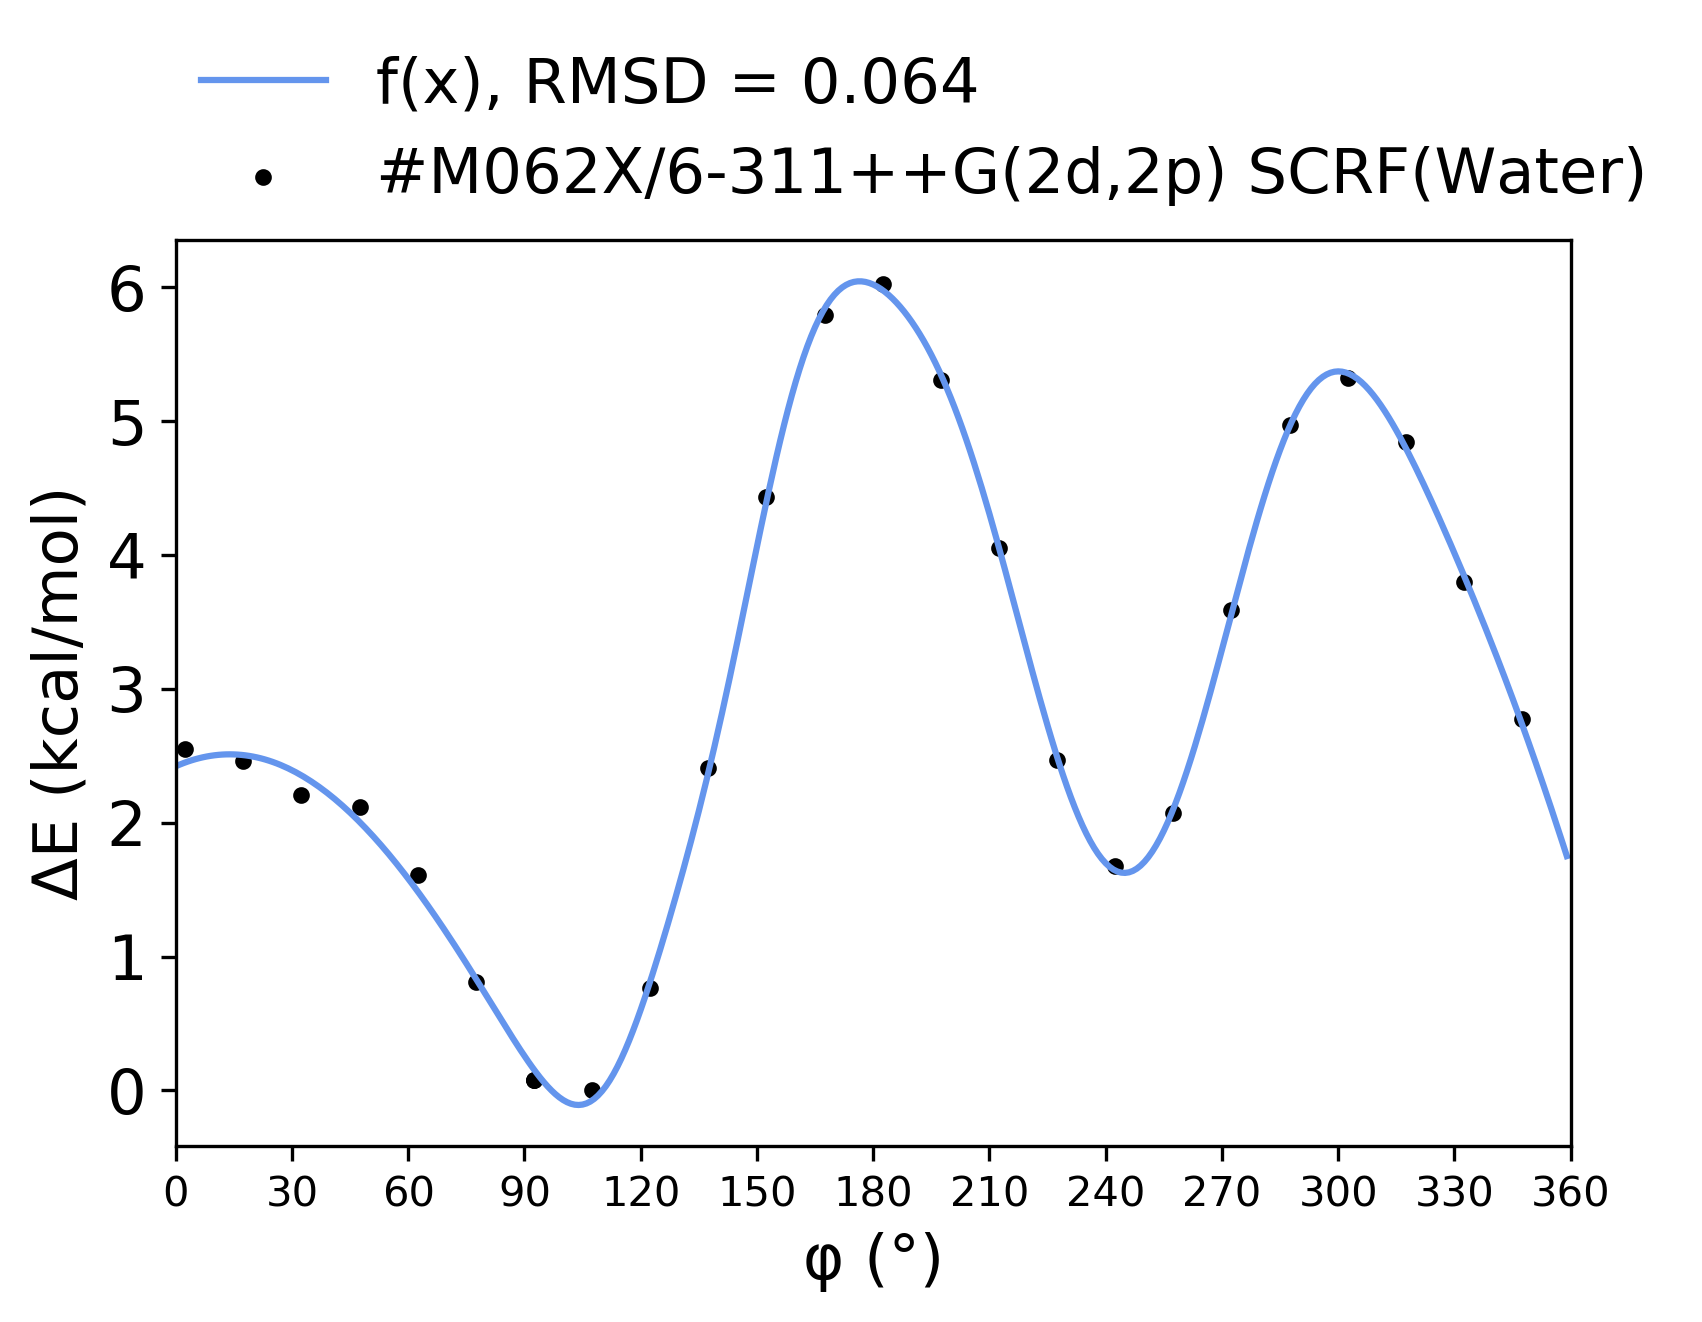 f(x), RMSD = 0.064
#M062X/6-311++G(2d,2p) SCRF(Water)
ΔE (kcal/mol)
6
5
4
3
2
1
0
0 30 60 90 120 150 180 210 240 270 300 330 360
φ (°)